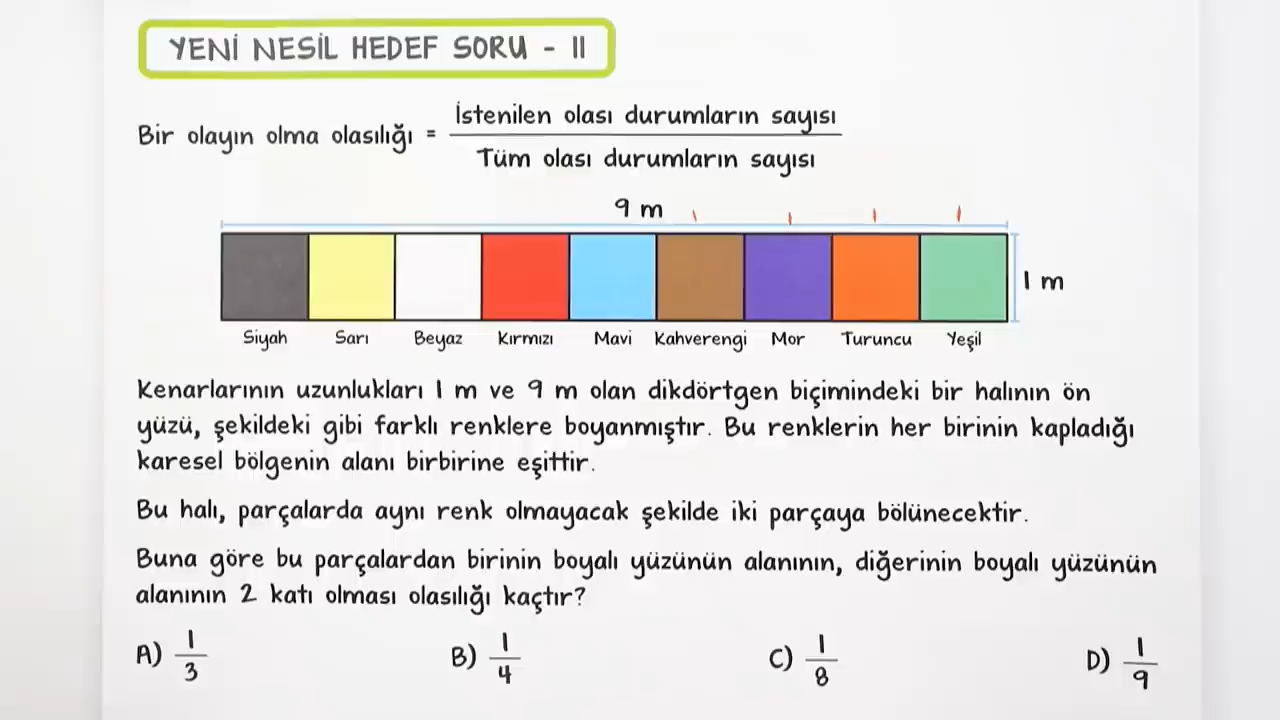 YENİ NESİL HEDEF SORU - II
Bir olayın olma olasılığı = İstenilen olası durumların sayısı
Tüm olası durumların sayısı
9 m
1 m
Siyah Sarı Beyaz Kırmızı Mavi Kahverengi Mor Turuncu Yeşil
Kenarlarının uzunlukları 1 m ve 9 m olan dikdörtgen biçimindeki bir halının ön
yüzü, şekildeki gibi farklı renklere boyanmıştır. Bu renklerin her birinin kapladığı
karesel bölgenin alanı birbirine eşittir.
Bu halı, parçalarda aynı renk olmayacak şekilde iki parçaya bölünecektir.
Buna göre bu parçalardan birinin boyalı yüzünün alanının, diğerinin boyalı yüzünün
alanının 2 katı olması olasılığı kaçtır?
A) 1/3 B) 1/4 C) 1/8 D) 1/9